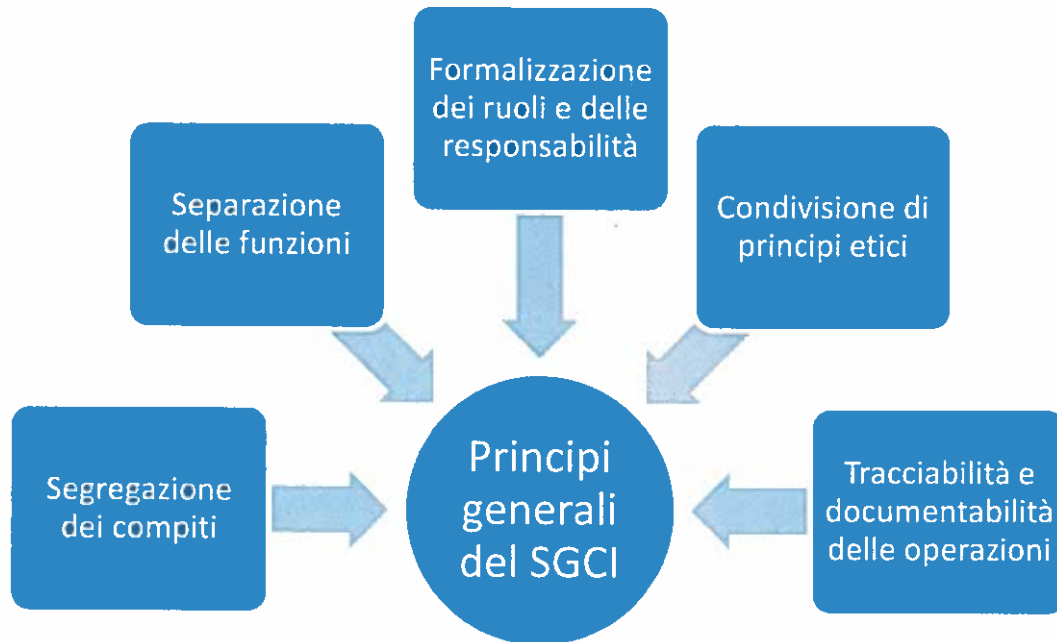 Formalizzazione
dei ruoli e delle
responsabilità
Separazione
delle funzioni
Condivisione di
principi etici
Segregazione
dei compiti
Principi
generali
del SGCI
Tracciabilità e
documentabilità
delle operazioni